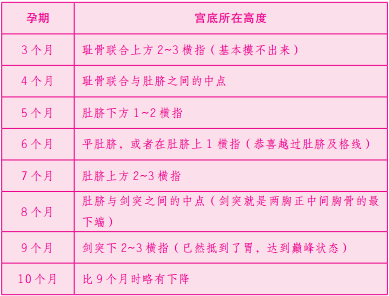 孕期 宫底所在高度
3个月 耻骨联合上方2~3横指（基本摸不出来）
4个月 耻骨联合与肚脐之间的中点
5个月 肚脐下方1~2横指
6个月 平肚脐，或者在肚脐上1横指（恭喜越过肚脐及格线）
7个月 肚脐上方2~3横指
8个月 肚脐与剑突之间的中点（剑突就是两胸正中间胸骨的最
下端）
9个月 剑突下2~3横指（已然抵到了胃，达到巅峰状态）
10个月 比9个月时略有下降